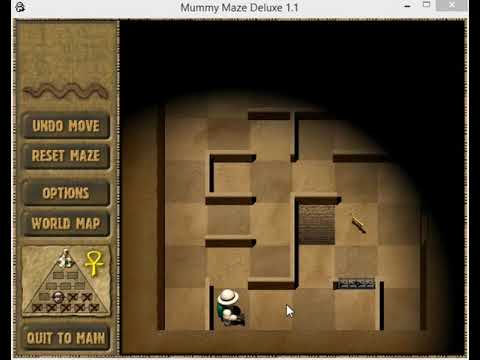 Mummy Maze Deluxe 1.1
UNDO MOVE
RESET MAZE
OPTIONS
WORLD MAP
QUIT TO MAIN